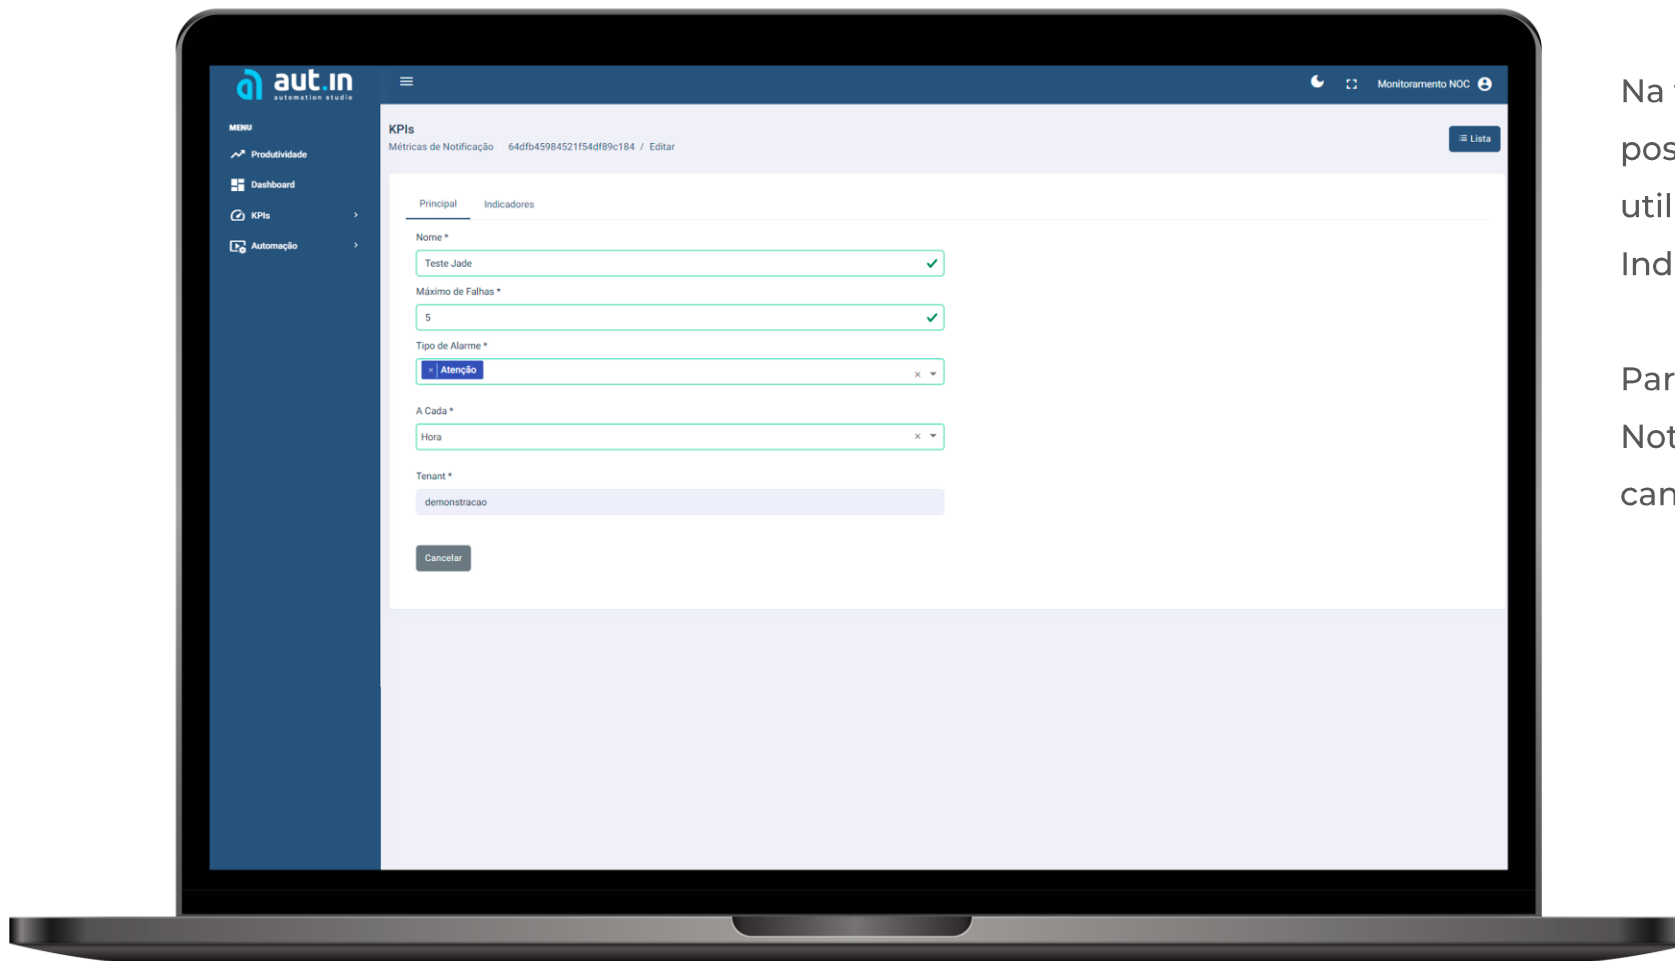 aut.in
automation studio
Monitoramento NOC
MENU
Produtividade
Dashboard
KPIs
Automação
KPIs
Métricas de Notificação 64dfb45984521f54df89c184 / Editar
Lista
Principal Indicadores
Nome *
Teste Jade
Máximo de Falhas *
5
Tipo de Alarme *
× Atenção
A Cada *
Hora
Tenant *
demonstracao
Cancelar
Na
pos
util
Ind
Par
Not
can